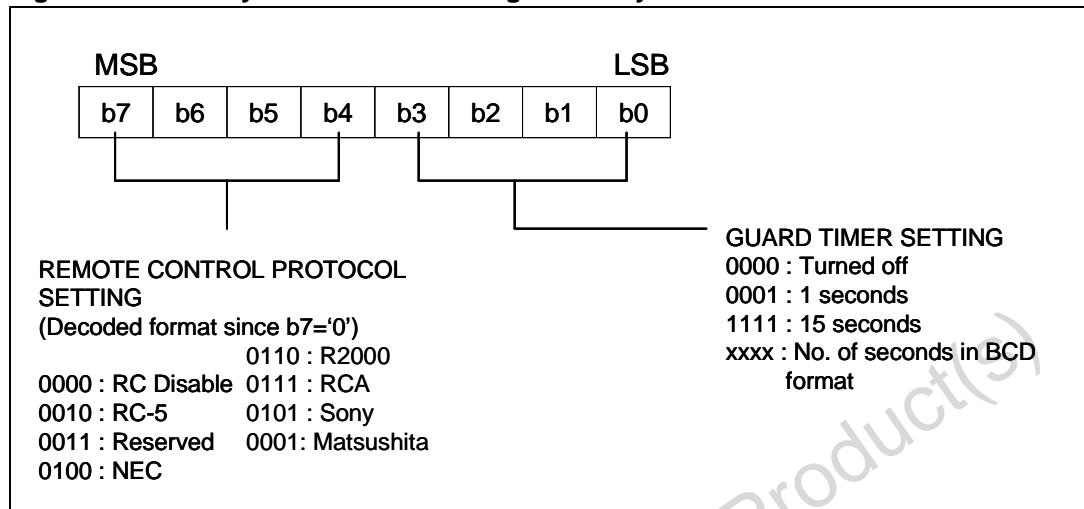 MSB LSB
b7 b6 b5 b4 b3 b2 b1 b0
REMOTE CONTROL PROTOCOL
SETTING
(Decoded format since b7=‘0’)
0110 : R2000
0000 : RC Disable 0111 : RCA
0010 : RC-5 0101 : Sony
0011 : Reserved 0001: Matsushita
0100 : NEC
GUARD TIMER SETTING
0000 : Turned off
0001 : 1 seconds
1111 : 15 seconds
xxxx : No. of seconds in BCD
format
Product(s)